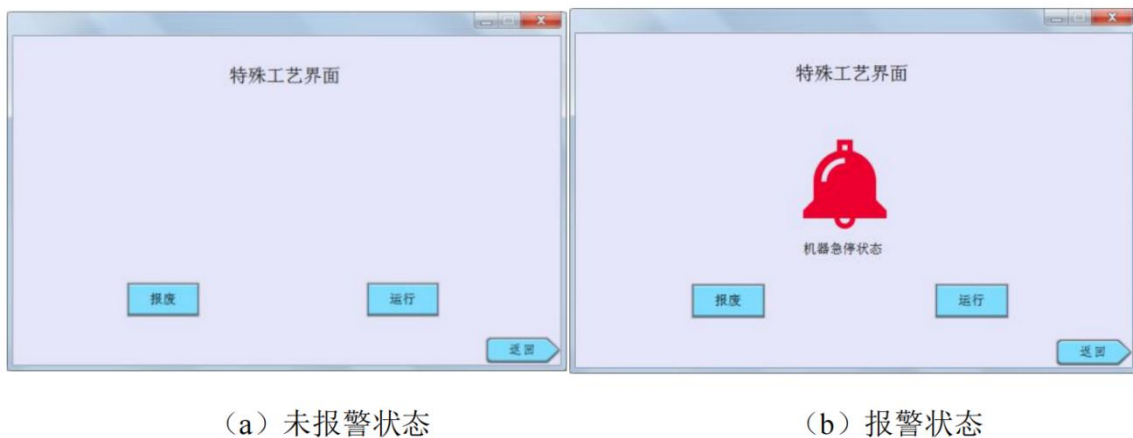 特殊工艺界面
报废
运行
返回
特殊工艺界面
机器急停状态
报废
运行
返回
（a）未报警状态
（b）报警状态